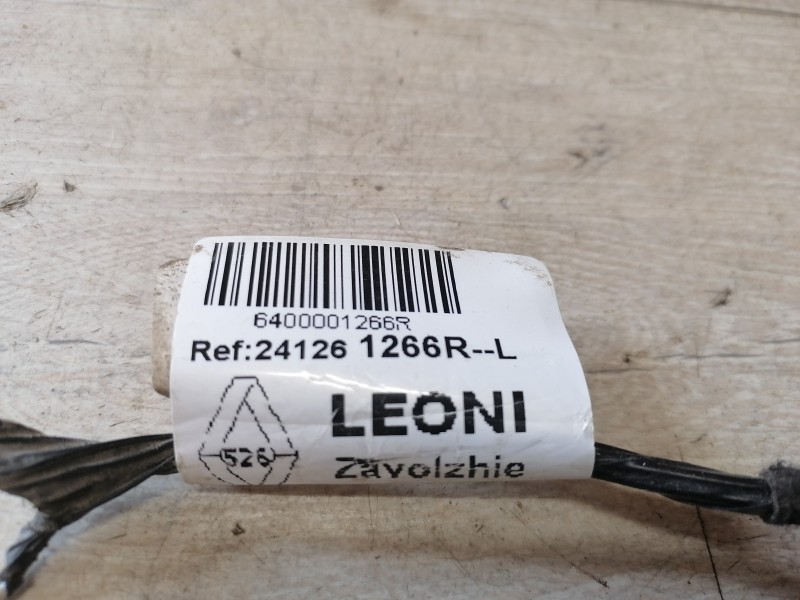 6400001266R
Ref:24126 1266R--L
LEONI
526
Zavolzhie